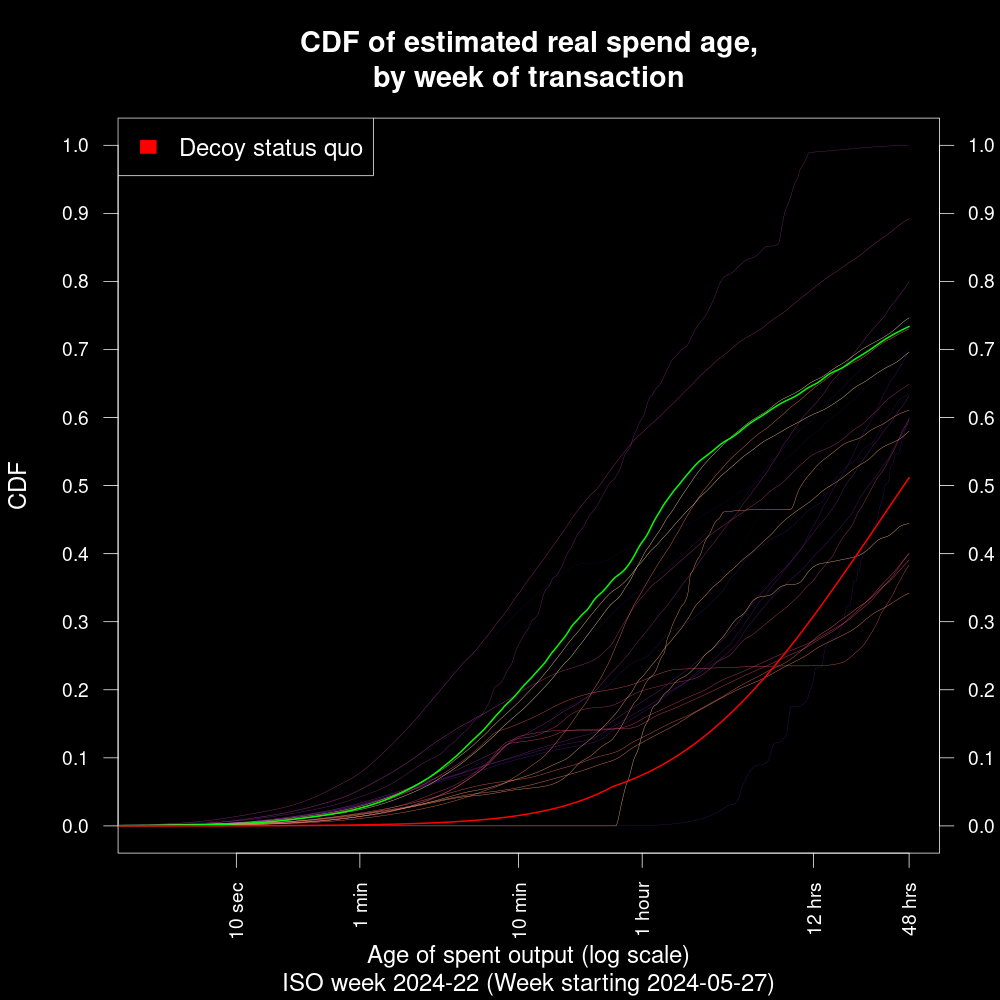 CDF of estimated real spend age,
by week of transaction
Decoy status quo
CDF
1.0
0.9
0.8
0.7
0.6
0.5
0.4
0.3
0.2
0.1
0.0
1.0
0.9
0.8
0.7
0.6
0.5
0.4
0.3
0.2
0.1
0.0
10 sec
1 min
10 min
1 hour
12 hrs
48 hrs
Age of spent output (log scale)
ISO week 2024-22 (Week starting 2024-05-27)